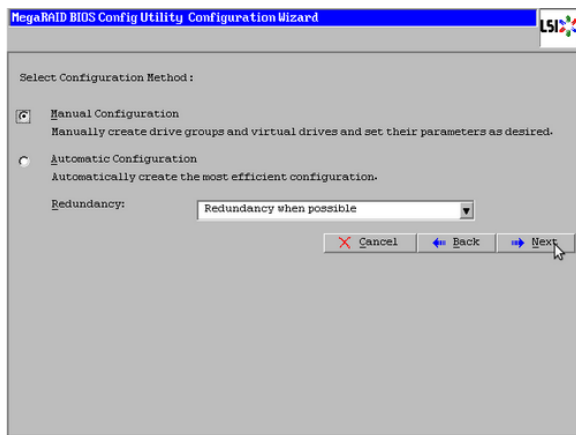 MegaRAID BIOS Config Utility Configuration Wizard
LSI
Select Configuration Method:
Manual Configuration
Manually create drive groups and virtual drives and set their parameters as desired.
Automatic Configuration
Automatically create the most efficient configuration.
Redundancy: Redundancy when possible
Cancel Back Next